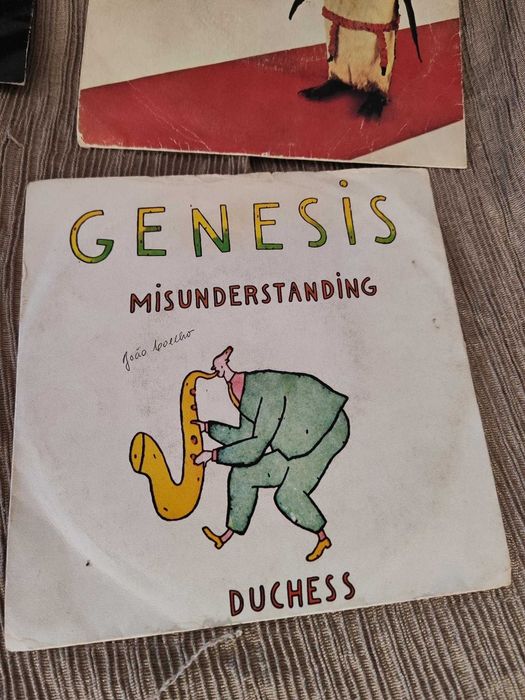 GENESIS
MISUNDERSTANDING
João Coelho
DUCHESS